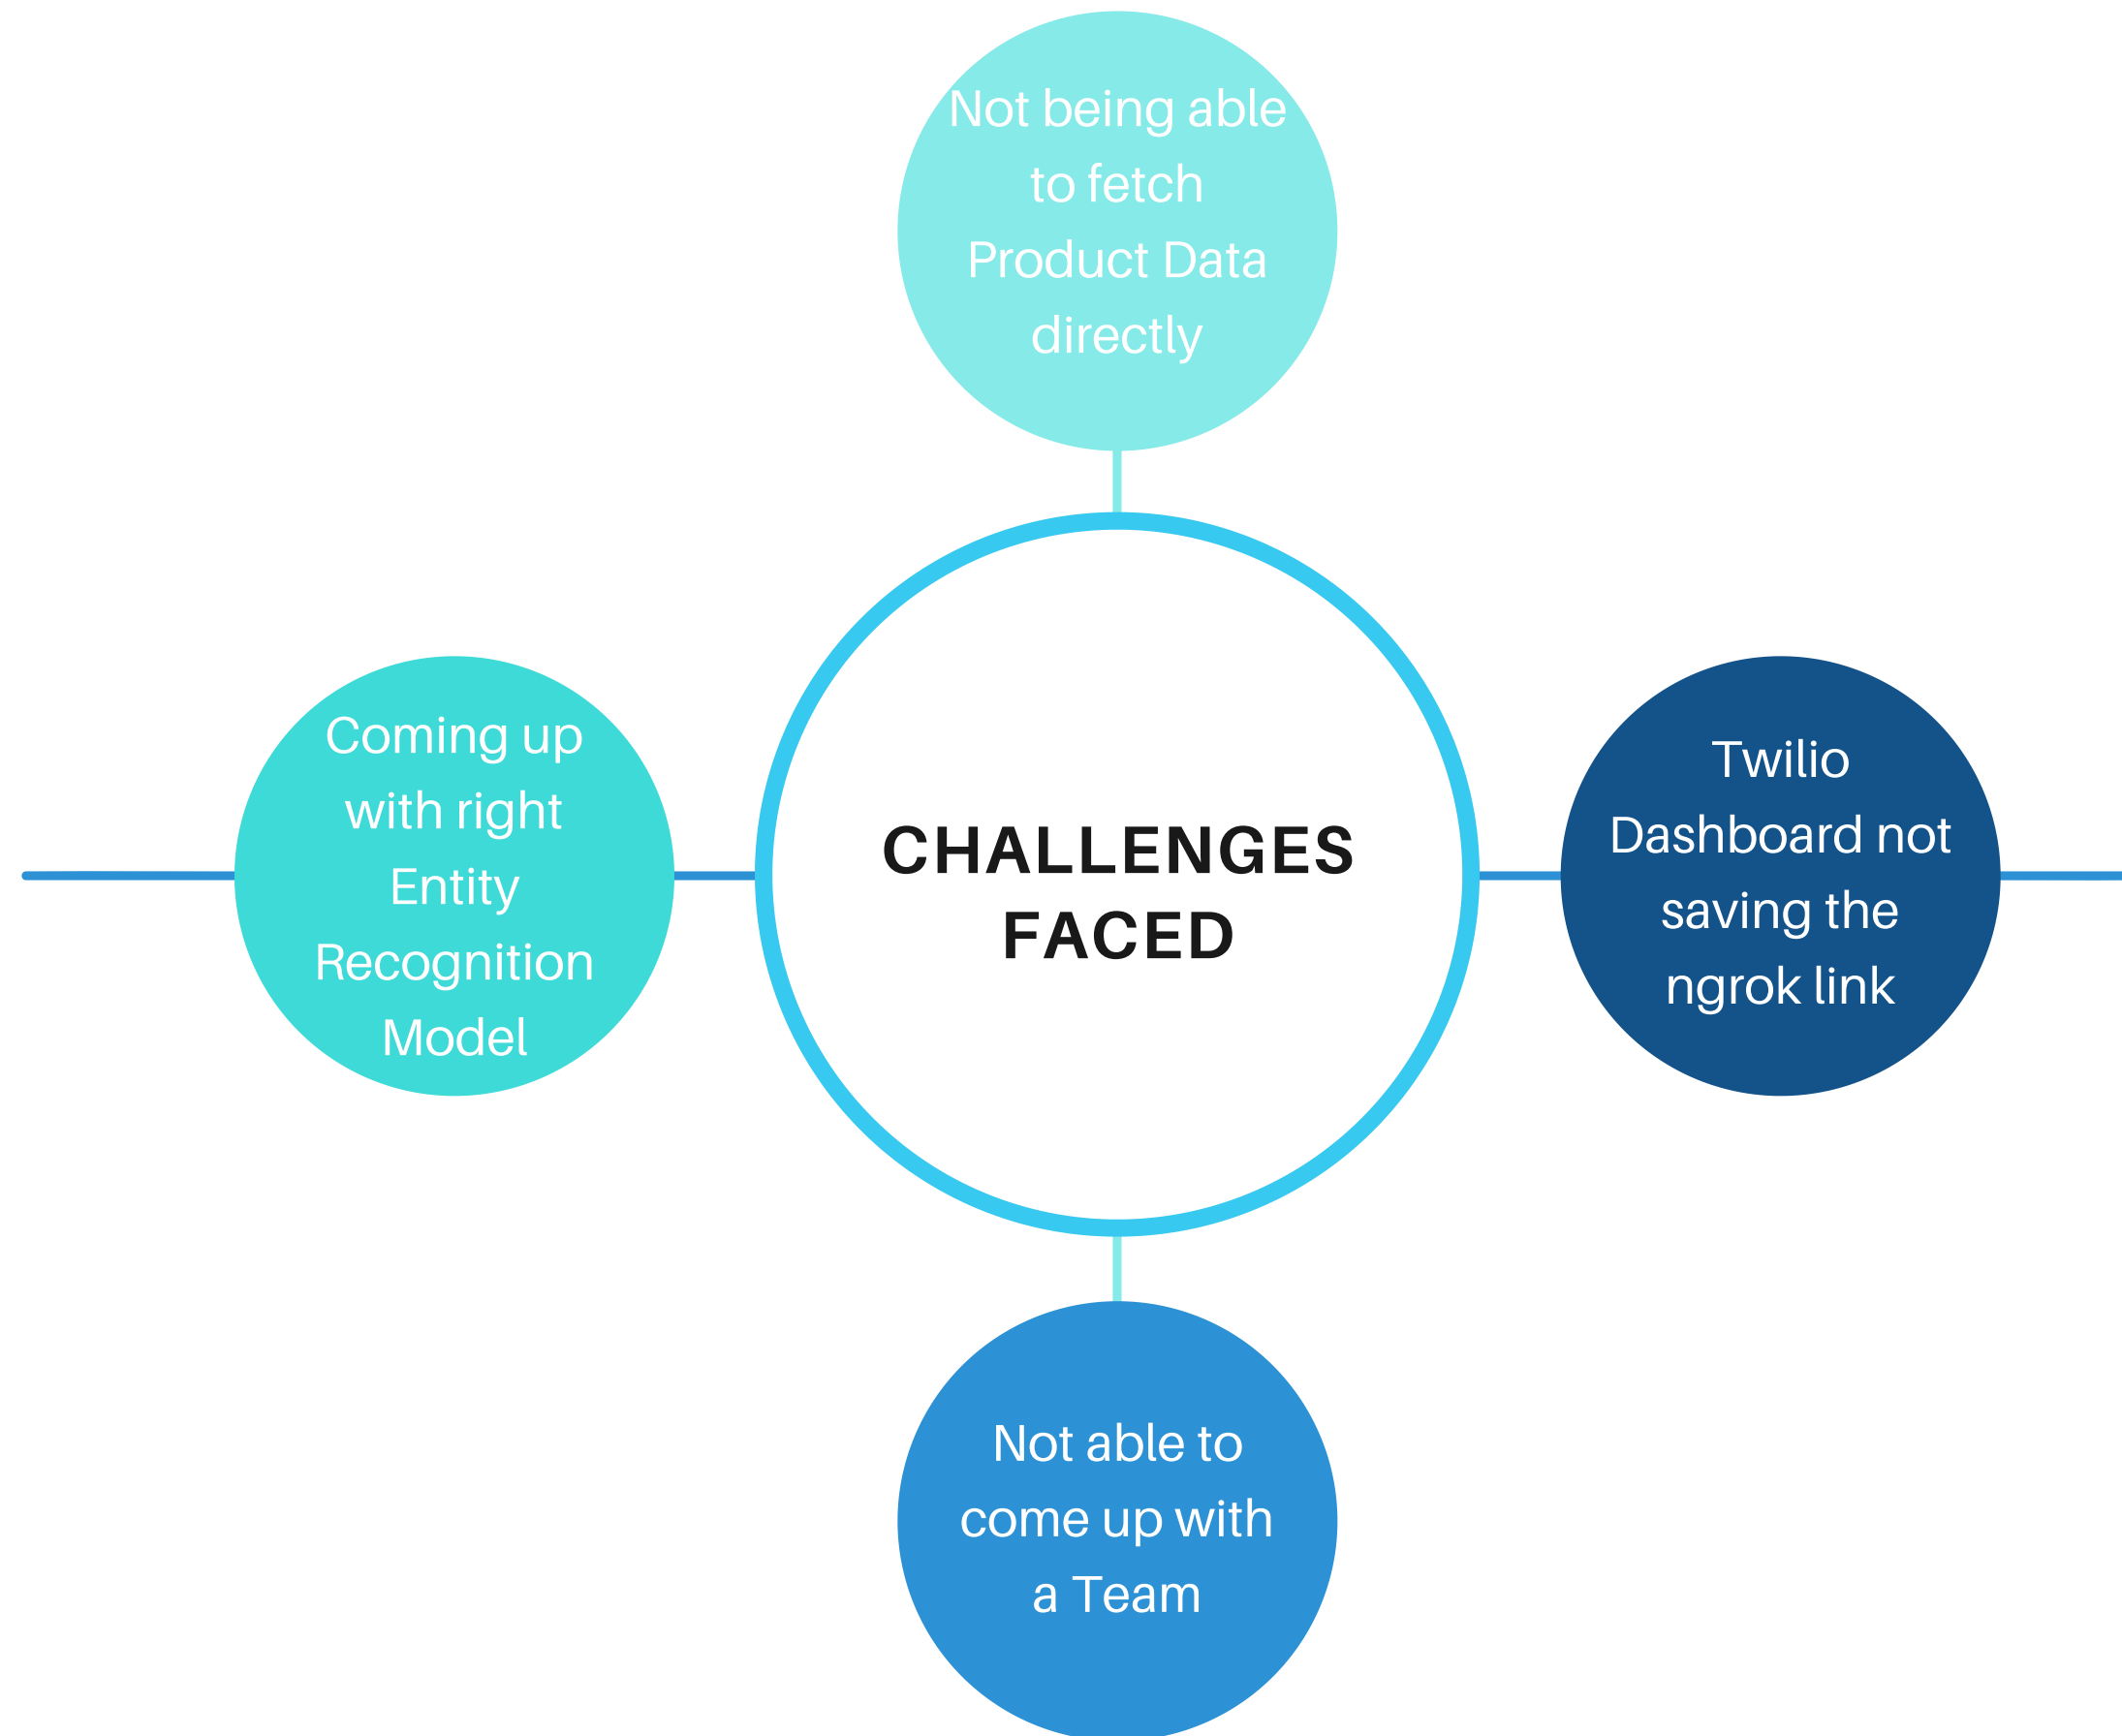 Not being able
to fetch
Product Data
directly
Coming up
with right
Entity
Recognition
Model
CHALLENGES
FACED
Twilio
Dashboard not
saving the
ngrok link
Not able to
come up with
a Team